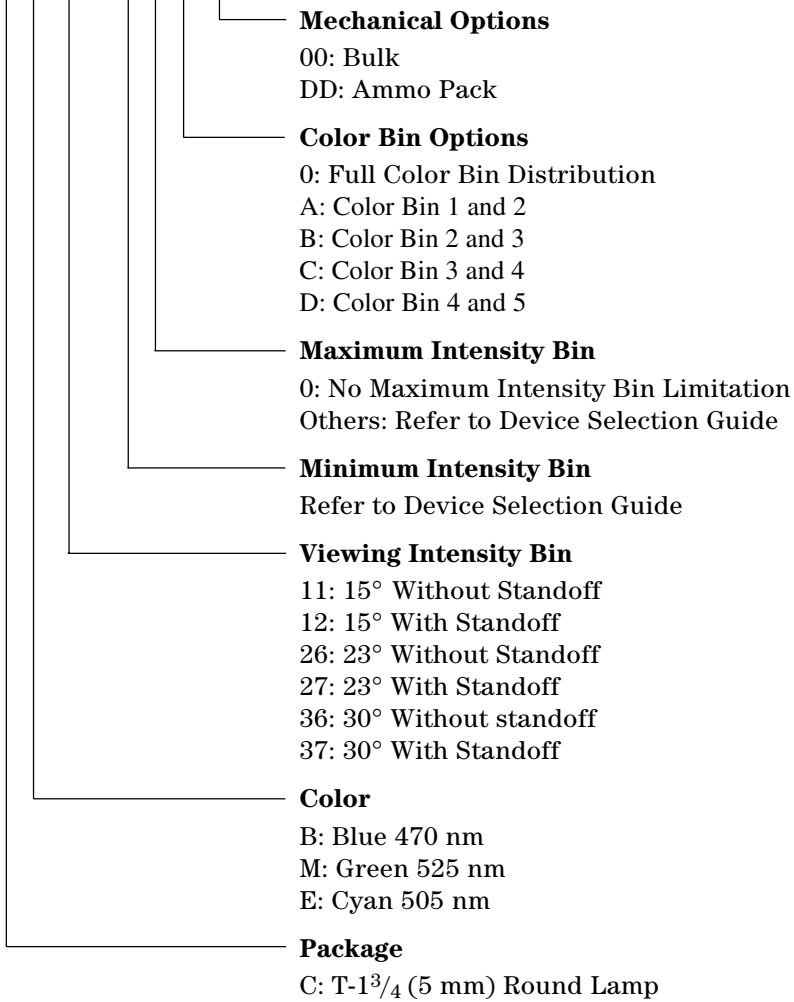 Mechanical Options
00: Bulk
DD: Ammo Pack
Color Bin Options
0: Full Color Bin Distribution
A: Color Bin 1 and 2
B: Color Bin 2 and 3
C: Color Bin 3 and 4
D: Color Bin 4 and 5
Maximum Intensity Bin
0: No Maximum Intensity Bin Limitation
Others: Refer to Device Selection Guide
Minimum Intensity Bin
Refer to Device Selection Guide
Viewing Intensity Bin
11: 15° Without Standoff
12: 15° With Standoff
26: 23° Without Standoff
27: 23° With Standoff
36: 30° Without standoff
37: 30° With Standoff
Color
B: Blue 470 nm
M: Green 525 nm
E: Cyan 505 nm
Package
C: T-1³/₄ (5 mm) Round Lamp